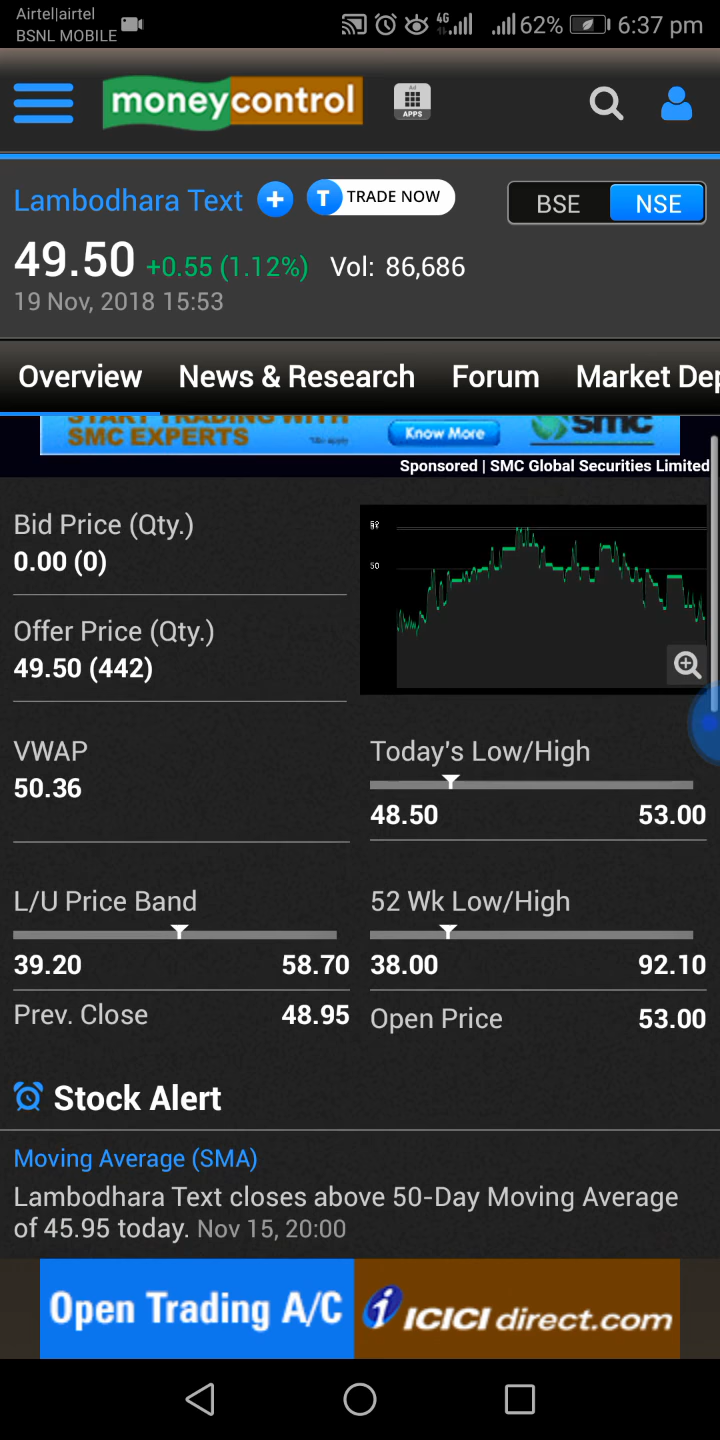 Airtel|airtel
BSNL MOBILE
4G
62%
6:37 pm
moneycontrol
APPS
Lambodhara Text
+
T TRADE NOW
BSE NSE
49.50 +0.55 (1.12%) Vol: 86,686
19 Nov, 2018 15:53
Overview News & Research Forum Market Dep
START TRADING WITH
SMC EXPERTS
Know More
smc
Sponsored | SMC Global Securities Limited
Bid Price (Qty.)
0.00 (0)
Offer Price (Qty.)
49.50 (442)
50
VWAP
50.36
Today's Low/High
48.50 53.00
L/U Price Band
39.20 58.70
52 Wk Low/High
38.00 92.10
Prev. Close 48.95
Open Price 53.00
Stock Alert
Moving Average (SMA)
Lambodhara Text closes above 50-Day Moving Average
of 45.95 today. Nov 15, 20:00
Open Trading A/C
ICICI direct.com